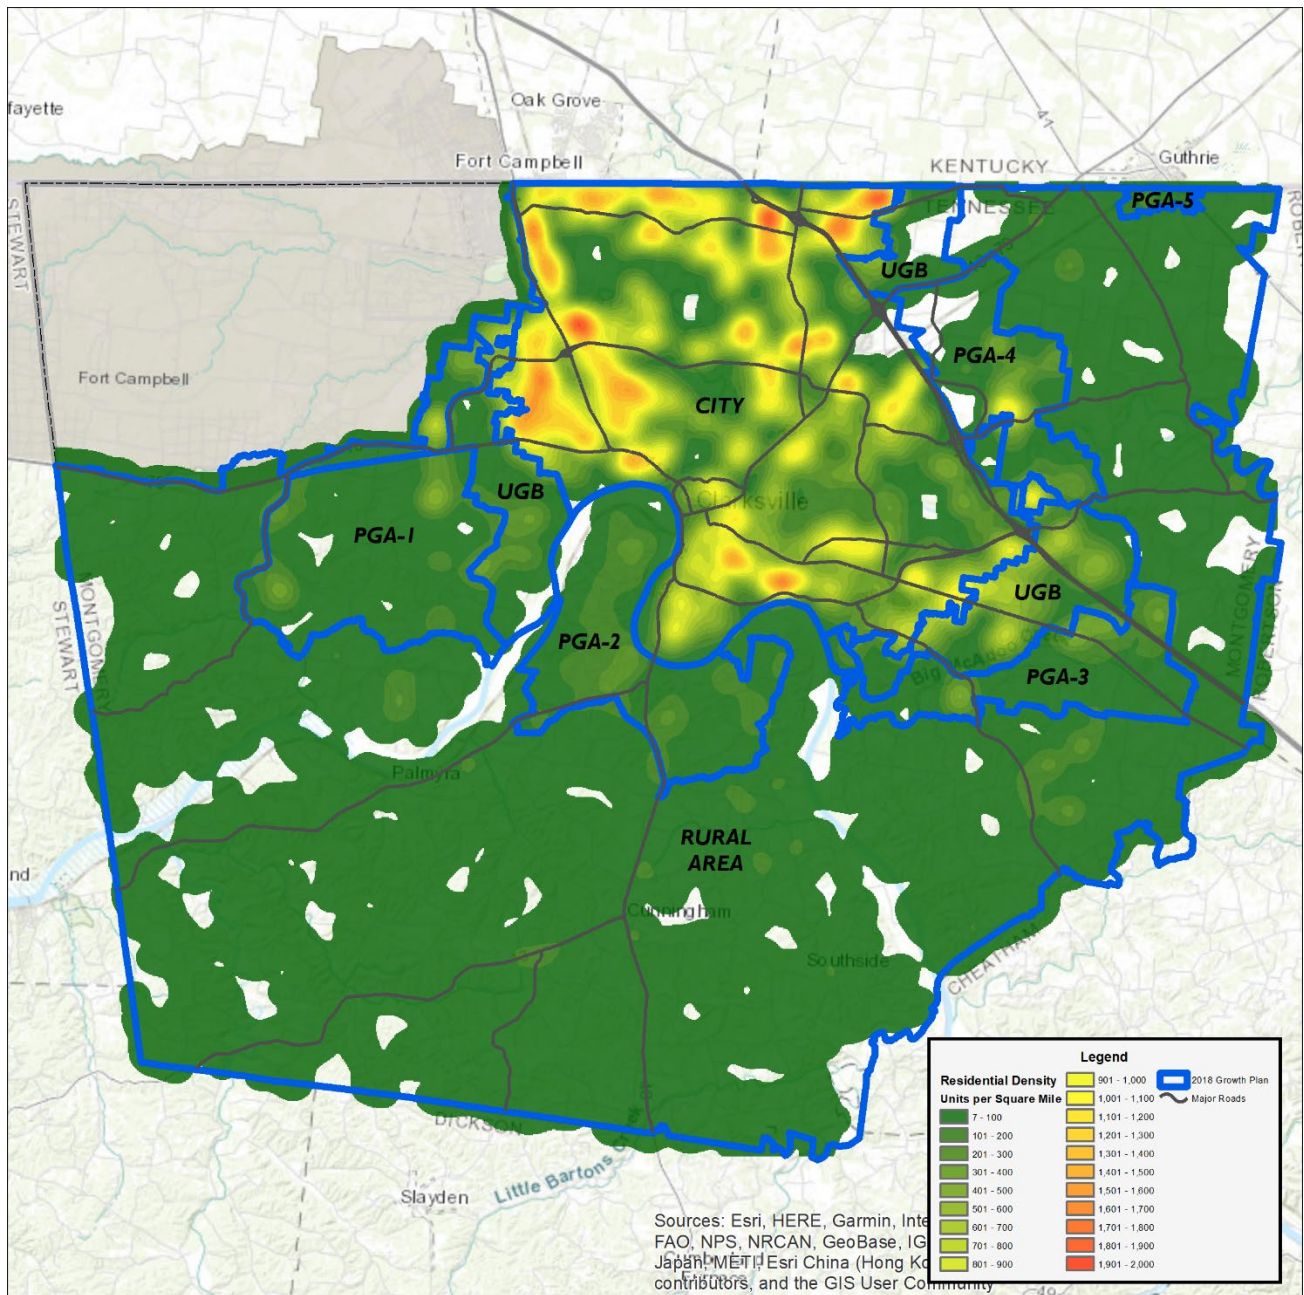 fayette
Oak Grove
Fort Campbell
KENTUCKY
Guthrie
41
TENNESSEE
PGA-5
STEWART
UGB
PGA-4
Fort Campbell
CITY
UGB
Clarksville
PGA-1
UGB
PGA-2
MONTGOMERY
STEWART
MONTGOMERY
ROBERTSON
PGA-3
Palmyra
RURAL
AREA
nd
Cunningham
Southside
CHEATHAM
DICKSON
Slayden
Little Bartons
Legend
Residential Density
Units per Square Mile
7 - 100
101 - 200
201 - 300
301 - 400
401 - 500
501 - 600
601 - 700
701 - 800
801 - 900
901 - 1,000
1,001 - 1,100
1,101 - 1,200
1,201 - 1,300
1,301 - 1,400
1,401 - 1,500
1,501 - 1,600
1,601 - 1,700
1,701 - 1,800
1,801 - 1,900
1,901 - 2,000
2018 Growth Plan
Major Roads
Sources: Esri, HERE, Garmin, Inte
FAO, NPS, NRCAN, GeoBase, IG
Japan, METI, Esri China (Hong Ko
contributors, and the GIS User Community
49